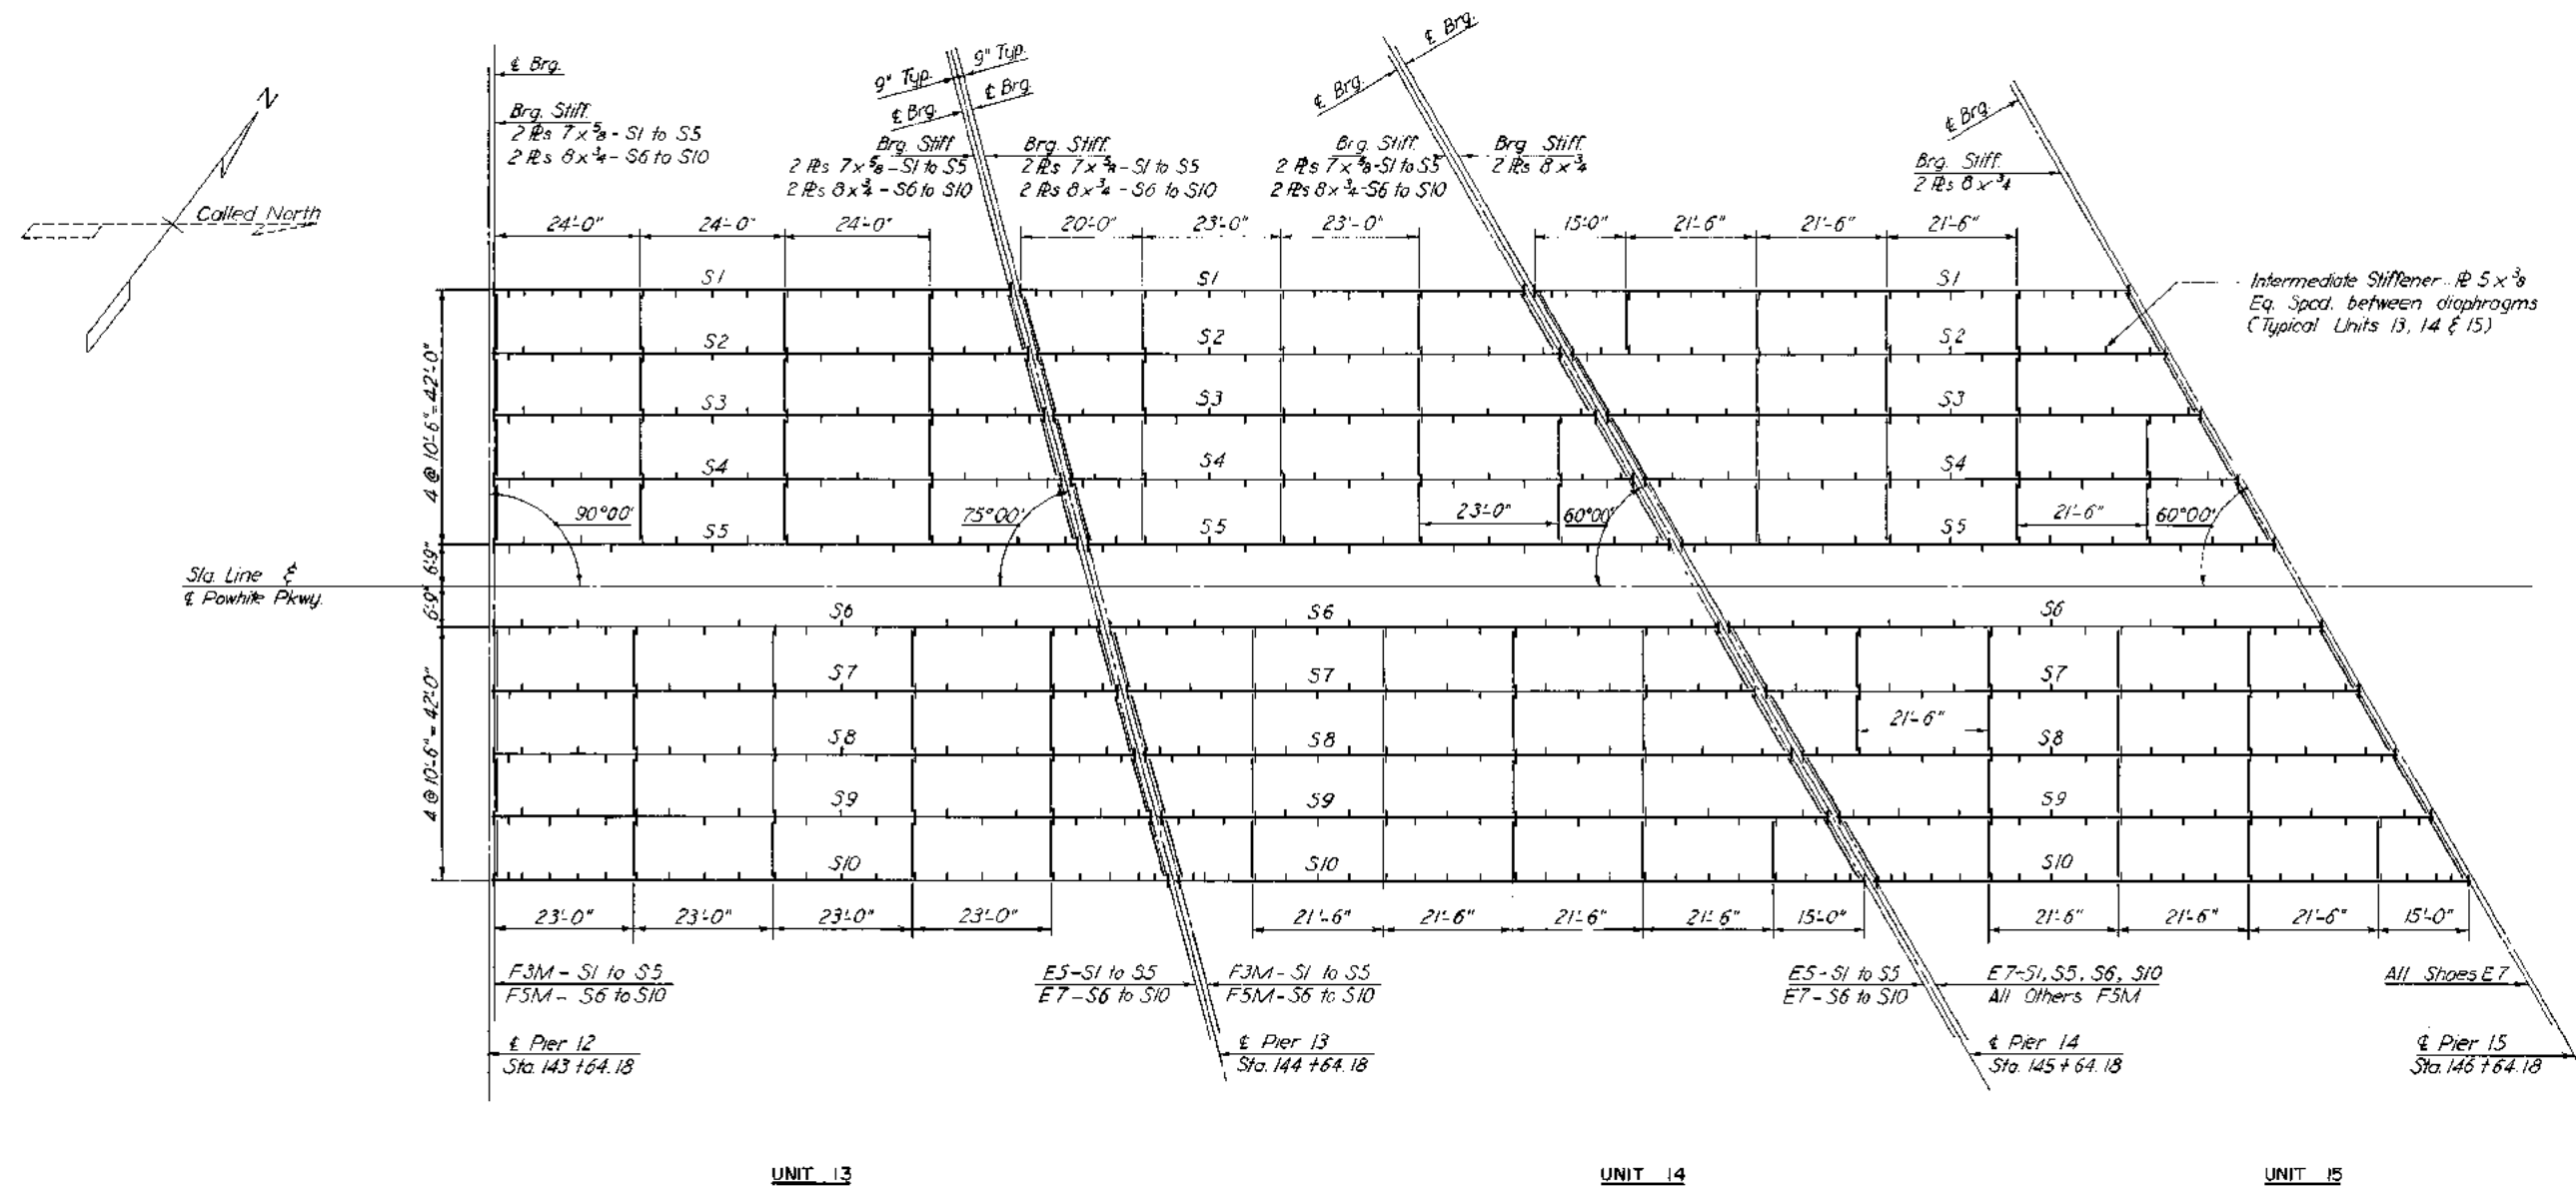 N
Called North
℄ Brg.
Brg. Stiff.
2 ℞s 7 x 5/8 - S1 to S5
2 ℞s 8 x 3/4 - S6 to S10
9" Typ.
9" Typ.
℄ Brg.
℄ Brg.
Brg. Stiff.
2 ℞s 7 x 5/8 - S1 to S5
2 ℞s 8 x 3/4 - S6 to S10
Brg. Stiff.
2 ℞s 7 x 5/8 - S1 to S5
2 ℞s 8 x 3/4 - S6 to S10
℄ Brg.
℄ Brg.
Brg. Stiff.
2 ℞s 7 x 5/8 - S1 to S5
2 ℞s 8 x 3/4 - S6 to S10
Brg. Stiff.
2 ℞s 8 x 3/4
℄ Brg.
Brg. Stiff.
2 ℞s 8 x 3/4
24'-0" 24'-0" 24'-0" 20'-0" 23'-0" 23'-0" 15'-0" 21'-6" 21'-6" 21'-6"
S1 S1 S1
Intermediate Stiffener ℞ 5 x 3/8
Eq. Spcd. between diaphragms
(Typical Units 13, 14 & 15)
S2 S2 S2
S3 S3 S3
S4 S4 S4
4 @ 10'-6" = 42'-0"
90°00' 75°00' 23'-0" 60°00' 21'-6" 60°00'
S5 S5 S5
6'-9"
Sta. Line &
℄ Powhite Pkwy.
6'-9"
S6 S6 S6
S7 S7 S7
21'-6"
S8 S8 S8
4 @ 10'-6" = 42'-0"
S9 S9 S9
S10 S10 S10
23'-0" 23'-0" 23'-0" 23'-0" 21'-6" 21'-6" 21'-6" 21'-6" 15'-0" 21'-6" 21'-6" 21'-6" 15'-0"
F3M - S1 to S5
F5M - S6 to S10
E5 - S1 to S5
E7 - S6 to S10
F3M - S1 to S5
F5M - S6 to S10
E5 - S1 to S5
E7 - S6 to S10
E7 - S1, S5, S6, S10
All Others F5M
All Shoes E7
℄ Pier 12
Sta. 143 + 64.18
℄ Pier 13
Sta. 144 + 64.18
℄ Pier 14
Sta. 145 + 64.18
℄ Pier 15
Sta. 146 + 64.18
UNIT 13 UNIT 14 UNIT 15